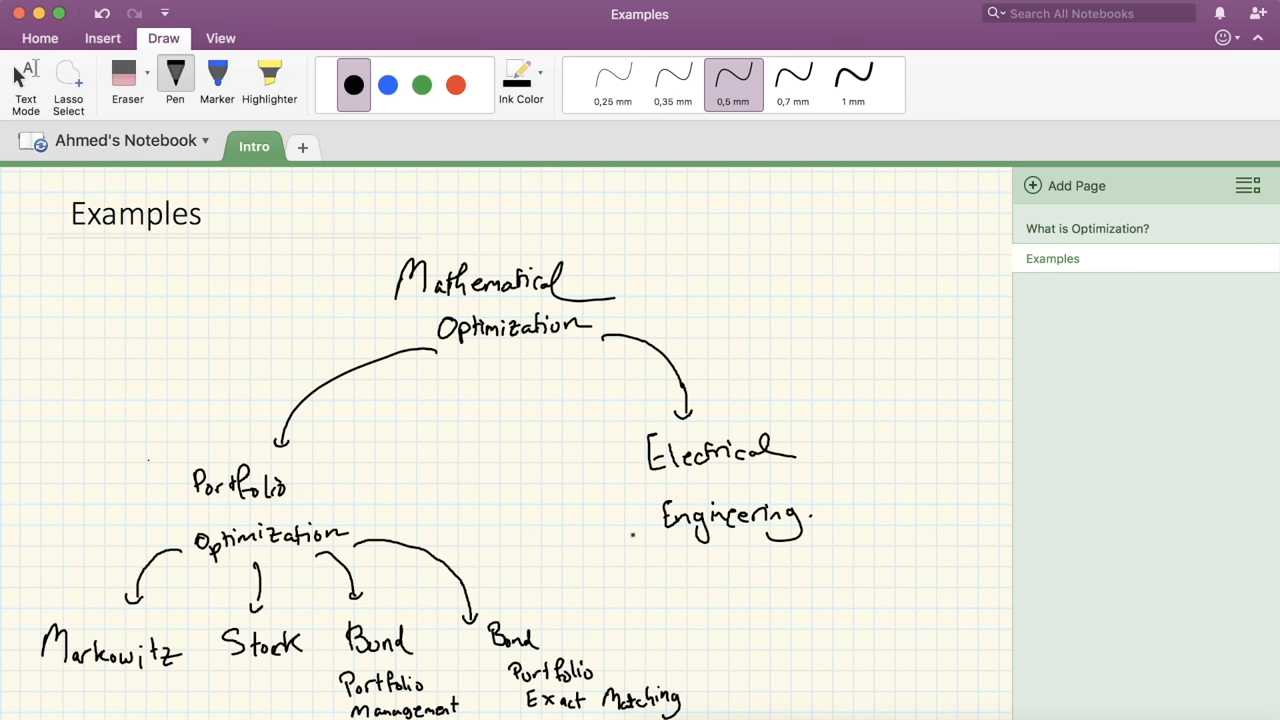 Examples
Search All Notebooks
Home Insert Draw View
Text Mode
Lasso Select
Eraser
Pen
Marker
Highlighter
Ink Color
0,25 mm
0,35 mm
0,5 mm
0,7 mm
1 mm
Ahmed's Notebook
Intro
Add Page
What is Optimization?
Examples
Examples
Mathematical
Optimization
Electrical
Engineering.
Portfolio
Optimization
Markowitz
Stock
Bond
Portfolio
Management
Bond
Portfolio
Exact Matching